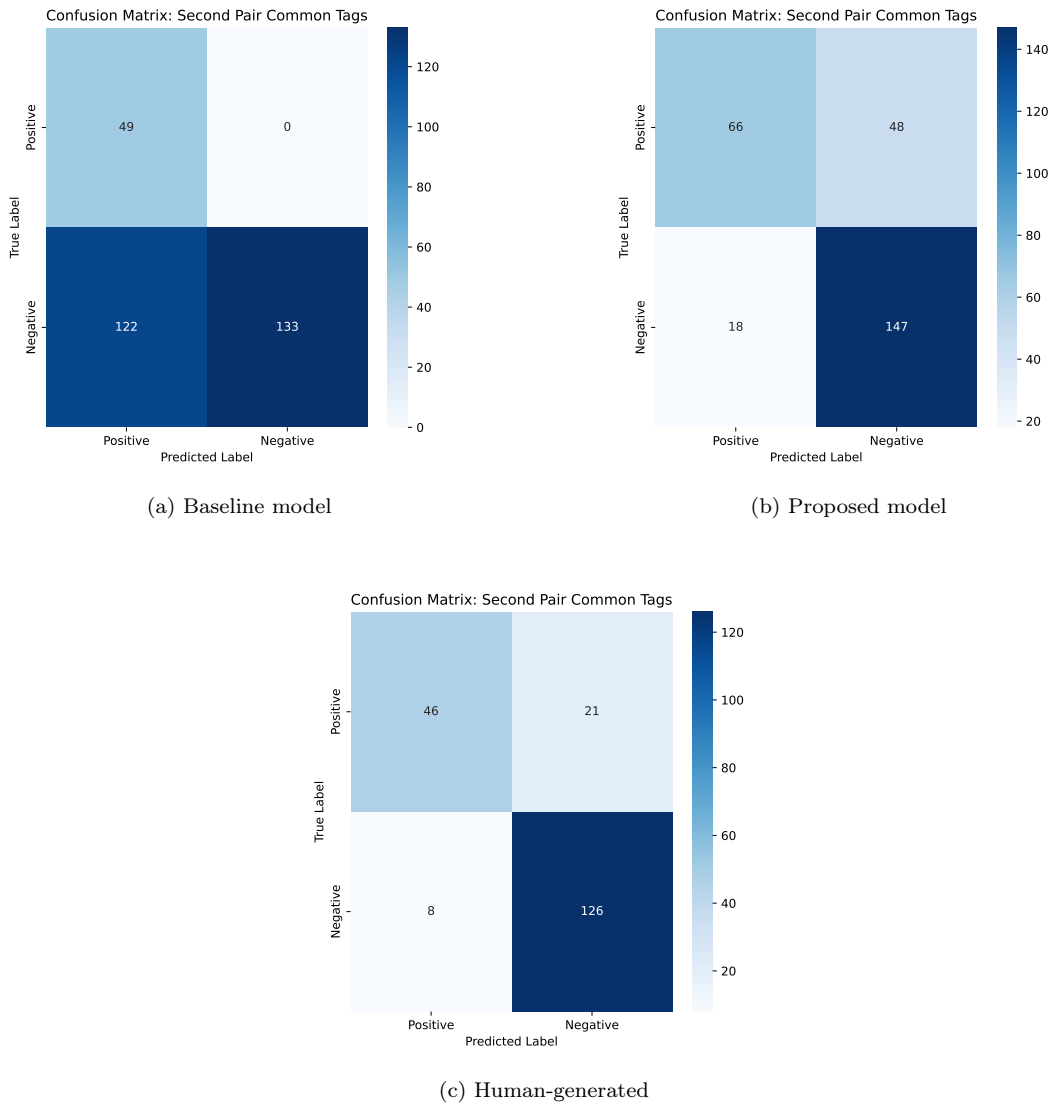 Confusion Matrix: Second Pair Common Tags
Positive
Negative
True Label
49
0
122
133
Positive
Negative
Predicted Label
120
100
80
60
40
20
0
(a) Baseline model
Confusion Matrix: Second Pair Common Tags
Positive
Negative
True Label
66
48
18
147
Positive
Negative
Predicted Label
140
120
100
80
60
40
20
(b) Proposed model
Confusion Matrix: Second Pair Common Tags
Positive
Negative
True Label
46
21
8
126
Positive
Negative
Predicted Label
120
100
80
60
40
20
(c) Human-generated